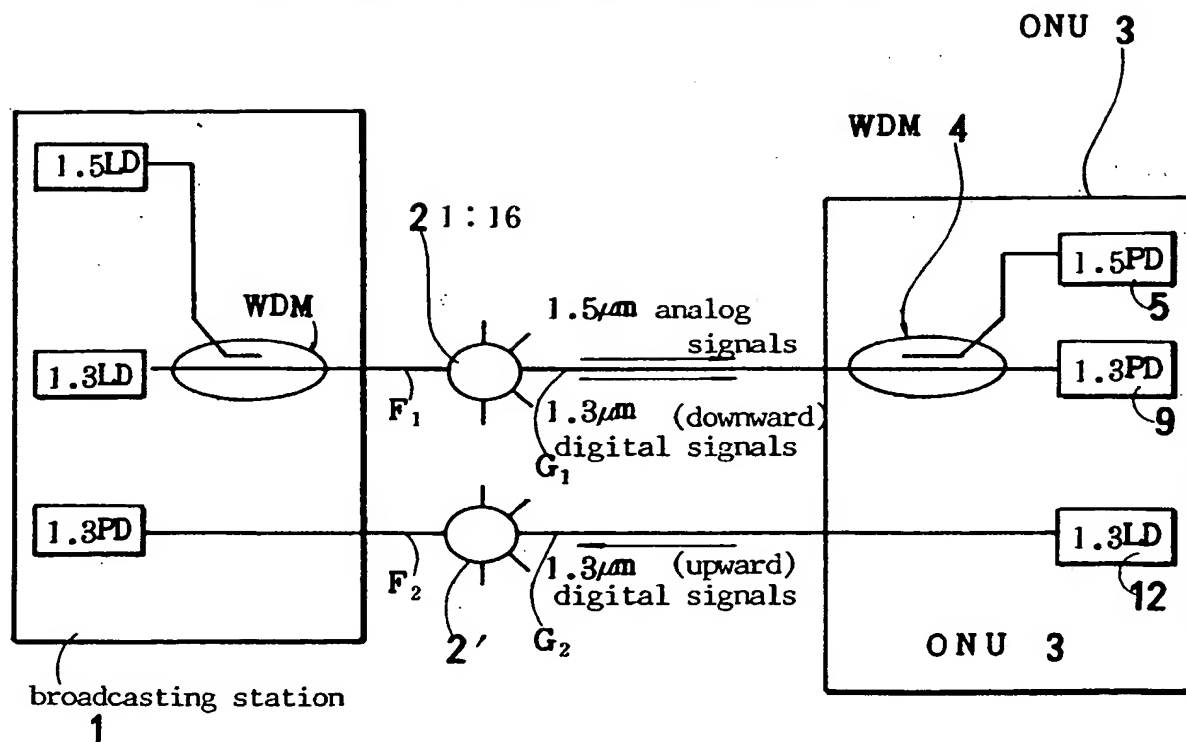 ONU 3
WDM 4
1.5LD
2 1:16
1.5PD
5
WDM
1.5μm analog
signals
1.3LD
1.3PD
9
F₁
1.3μm (downward)
digital signals
G₁
1.3PD
1.3LD
12
F₂
1.3μm (upward)
digital signals
2′
G₂
ONU 3
broadcasting station
1